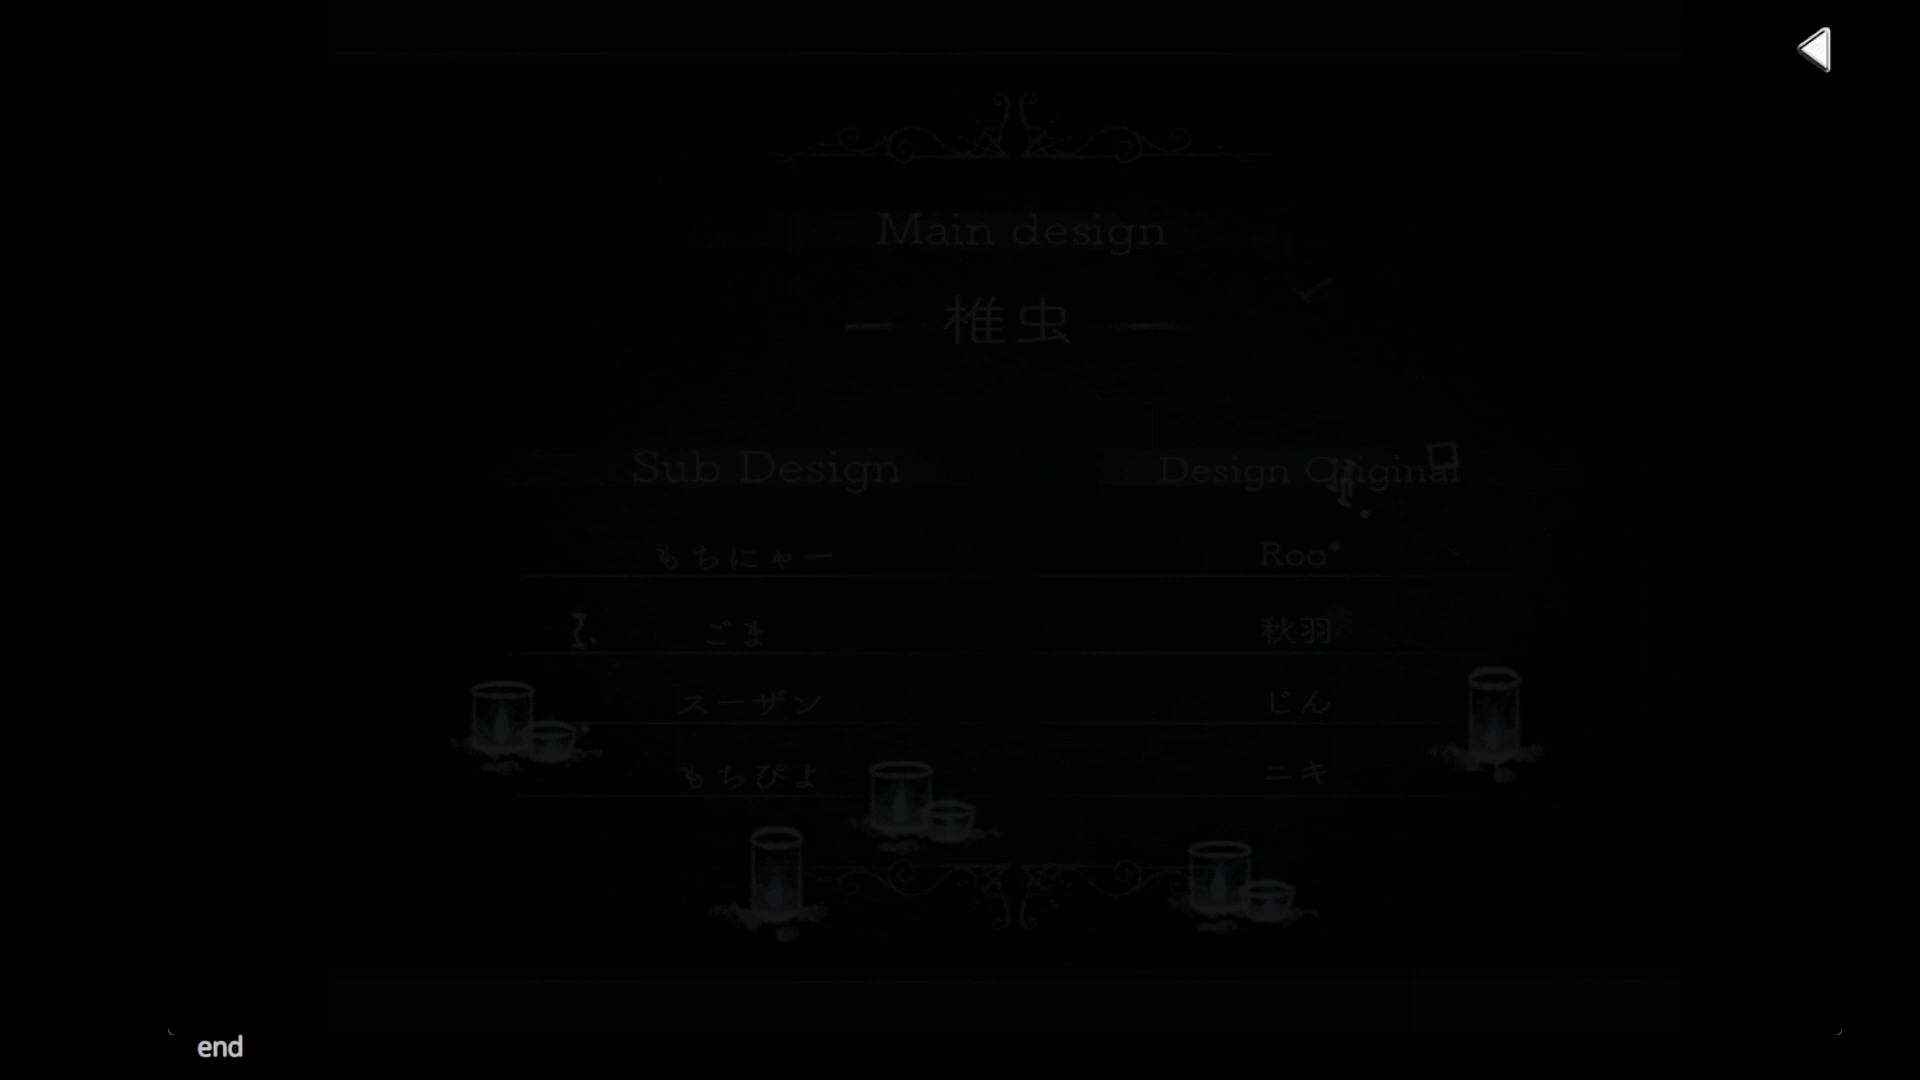 Main design
椎虫
Sub Design
Design Original
もちにゃー
Roo*
ごま
秋羽
スーザン
じん
もちぴよ
ニキ
end